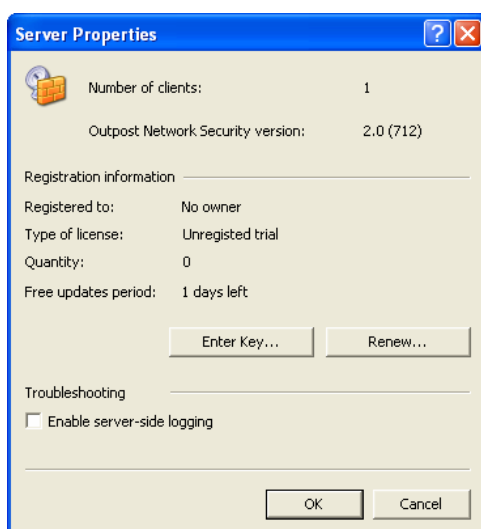 Server Properties
Number of clients: 1
Outpost Network Security version: 2.0 (712)
Registration information
Registered to: No owner
Type of license: Unregisted trial
Quantity: 0
Free updates period: 1 days left
Enter Key... Renew...
Troubleshooting
Enable server-side logging
OK Cancel